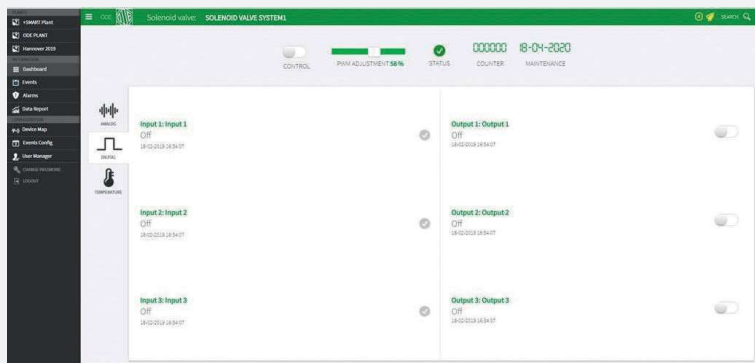 +SMART Plant
ODE PLANT
Hannover 2019
Dashboard
Events
Alarms
Data Report
Device Map
Events Config
User Manager
CHANGE PASSWORD
LOGOUT
ODE ODE Solenoid valve: SOLENOID VALVE SYSTEM1 SEARCH
CONTROL
PWM ADJUSTMENT 58 %
STATUS
000000
COUNTER
18-04-2020
MAINTENANCE
ANALOG
DIGITAL
TEMPERATURE
Input 1: Input 1
Off
18-02-2019 16:54:07
Output 1: Output 1
Off
18-02-2019 16:54:07
Input 2: Input 2
Off
18-02-2019 16:54:07
Output 2: Output 2
Off
18-02-2019 16:54:07
Input 3: Input 3
Off
18-02-2019 16:54:07
Output 3: Output 3
Off
18-02-2019 16:54:07